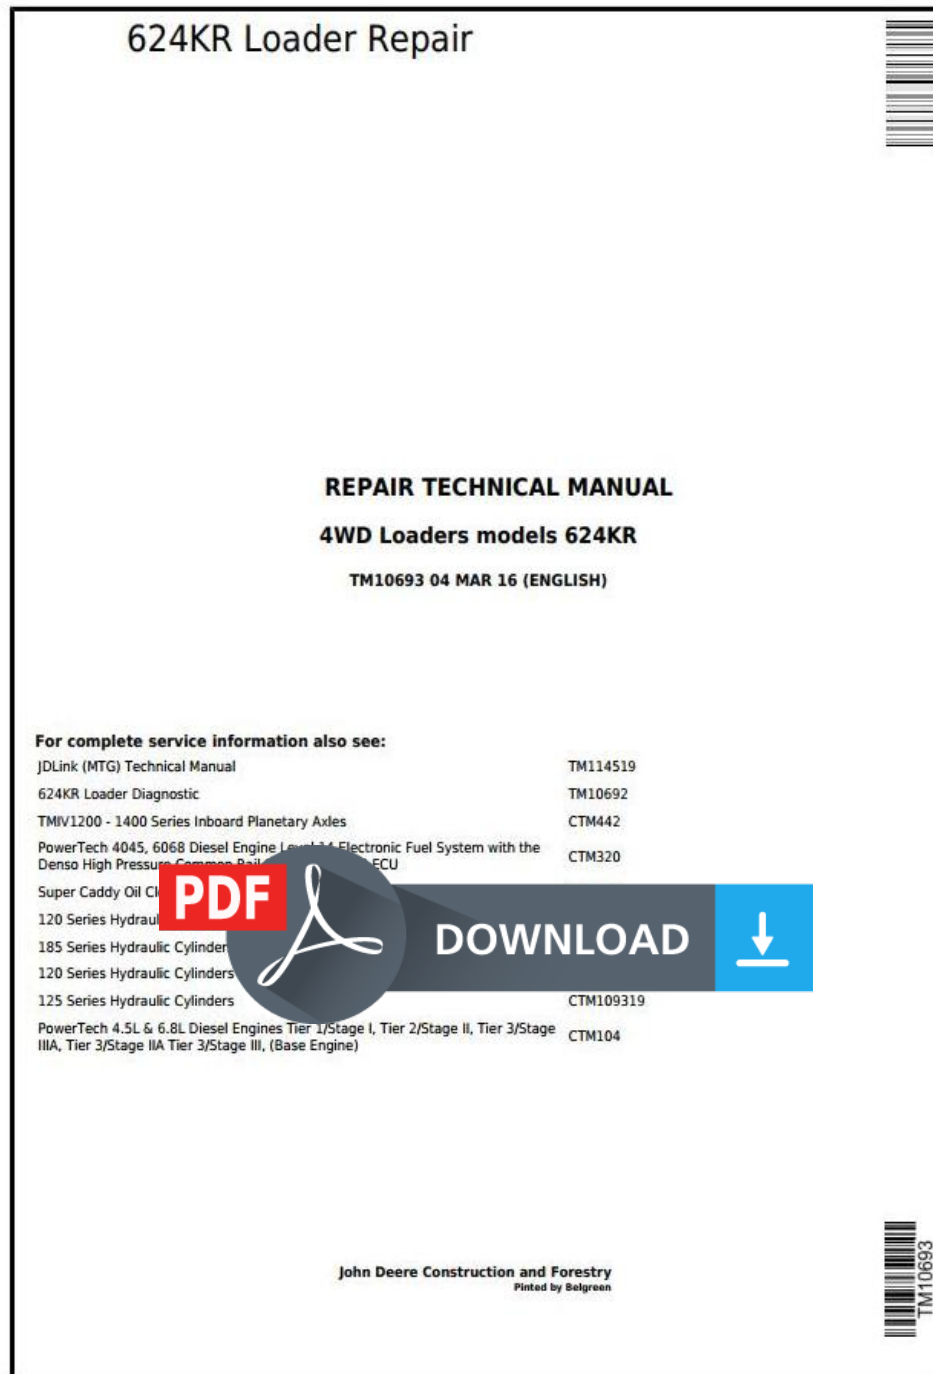 624KR Loader Repair
REPAIR TECHNICAL MANUAL
4WD Loaders models 624KR
TM10693 04 MAR 16 (ENGLISH)
For complete service information also see:
JDLink (MTG) Technical Manual TM114519
624KR Loader Diagnostic TM10692
TMIV1200 - 1400 Series Inboard Planetary Axles CTM442
PowerTech 4045, 6068 Diesel Engine Level 14 Electronic Fuel System with the
Denso High Pressure Common Rail ECU CTM320
Super Caddy Oil
120 Series
PDF
DOWNLOAD
185 Series Hydraulic
120 Series Hydraulic Cylinders
125 Series Hydraulic Cylinders CTM109319
PowerTech 4.5L & 6.8L Diesel Engines Tier 1/Stage I, Tier 2/Stage II, Tier 3/Stage
IIIA, Tier 3/Stage IIA Tier 3/Stage III, (Base Engine) CTM104
John Deere Construction and Forestry
Pinted by Belgreen
TM10693